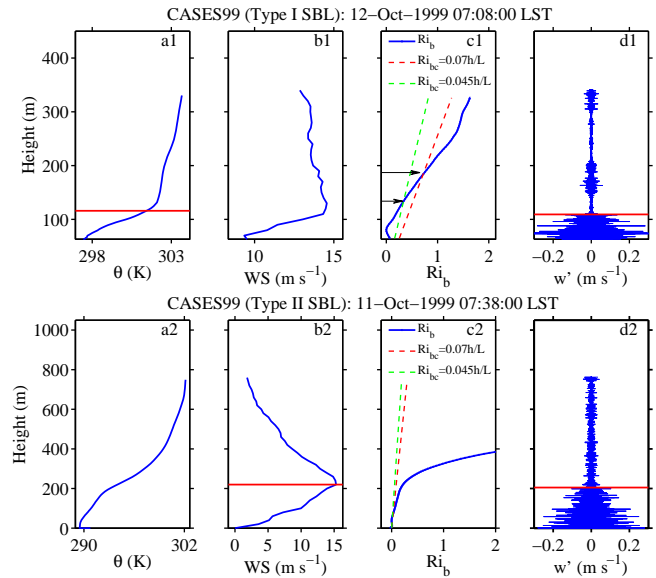 CASES99 (Type I SBL): 12−Oct−1999 07:08:00 LST
a1
b1
c1
d1
Ri_b
Ri_bc=0.07h/L
Ri_bc=0.045h/L
Height (m)
400
300
200
100
298
303
θ (K)
10
15
WS (m s⁻¹)
0
1
2
Ri_b
−0.2
0
0.2
w'
CASES99 (Type II SBL): 11−Oct−1999 07:38:00 LST
a2
b2
c2
d2
Ri_b
Ri_bc=0.07h/L
Ri_bc=0.045h/L
Height (m)
1000
800
600
400
200
0
290
302
θ (K)
0
5
10
15
WS (m s⁻¹)
0
1
2
Ri_b
−0.2
0
0.2
w'